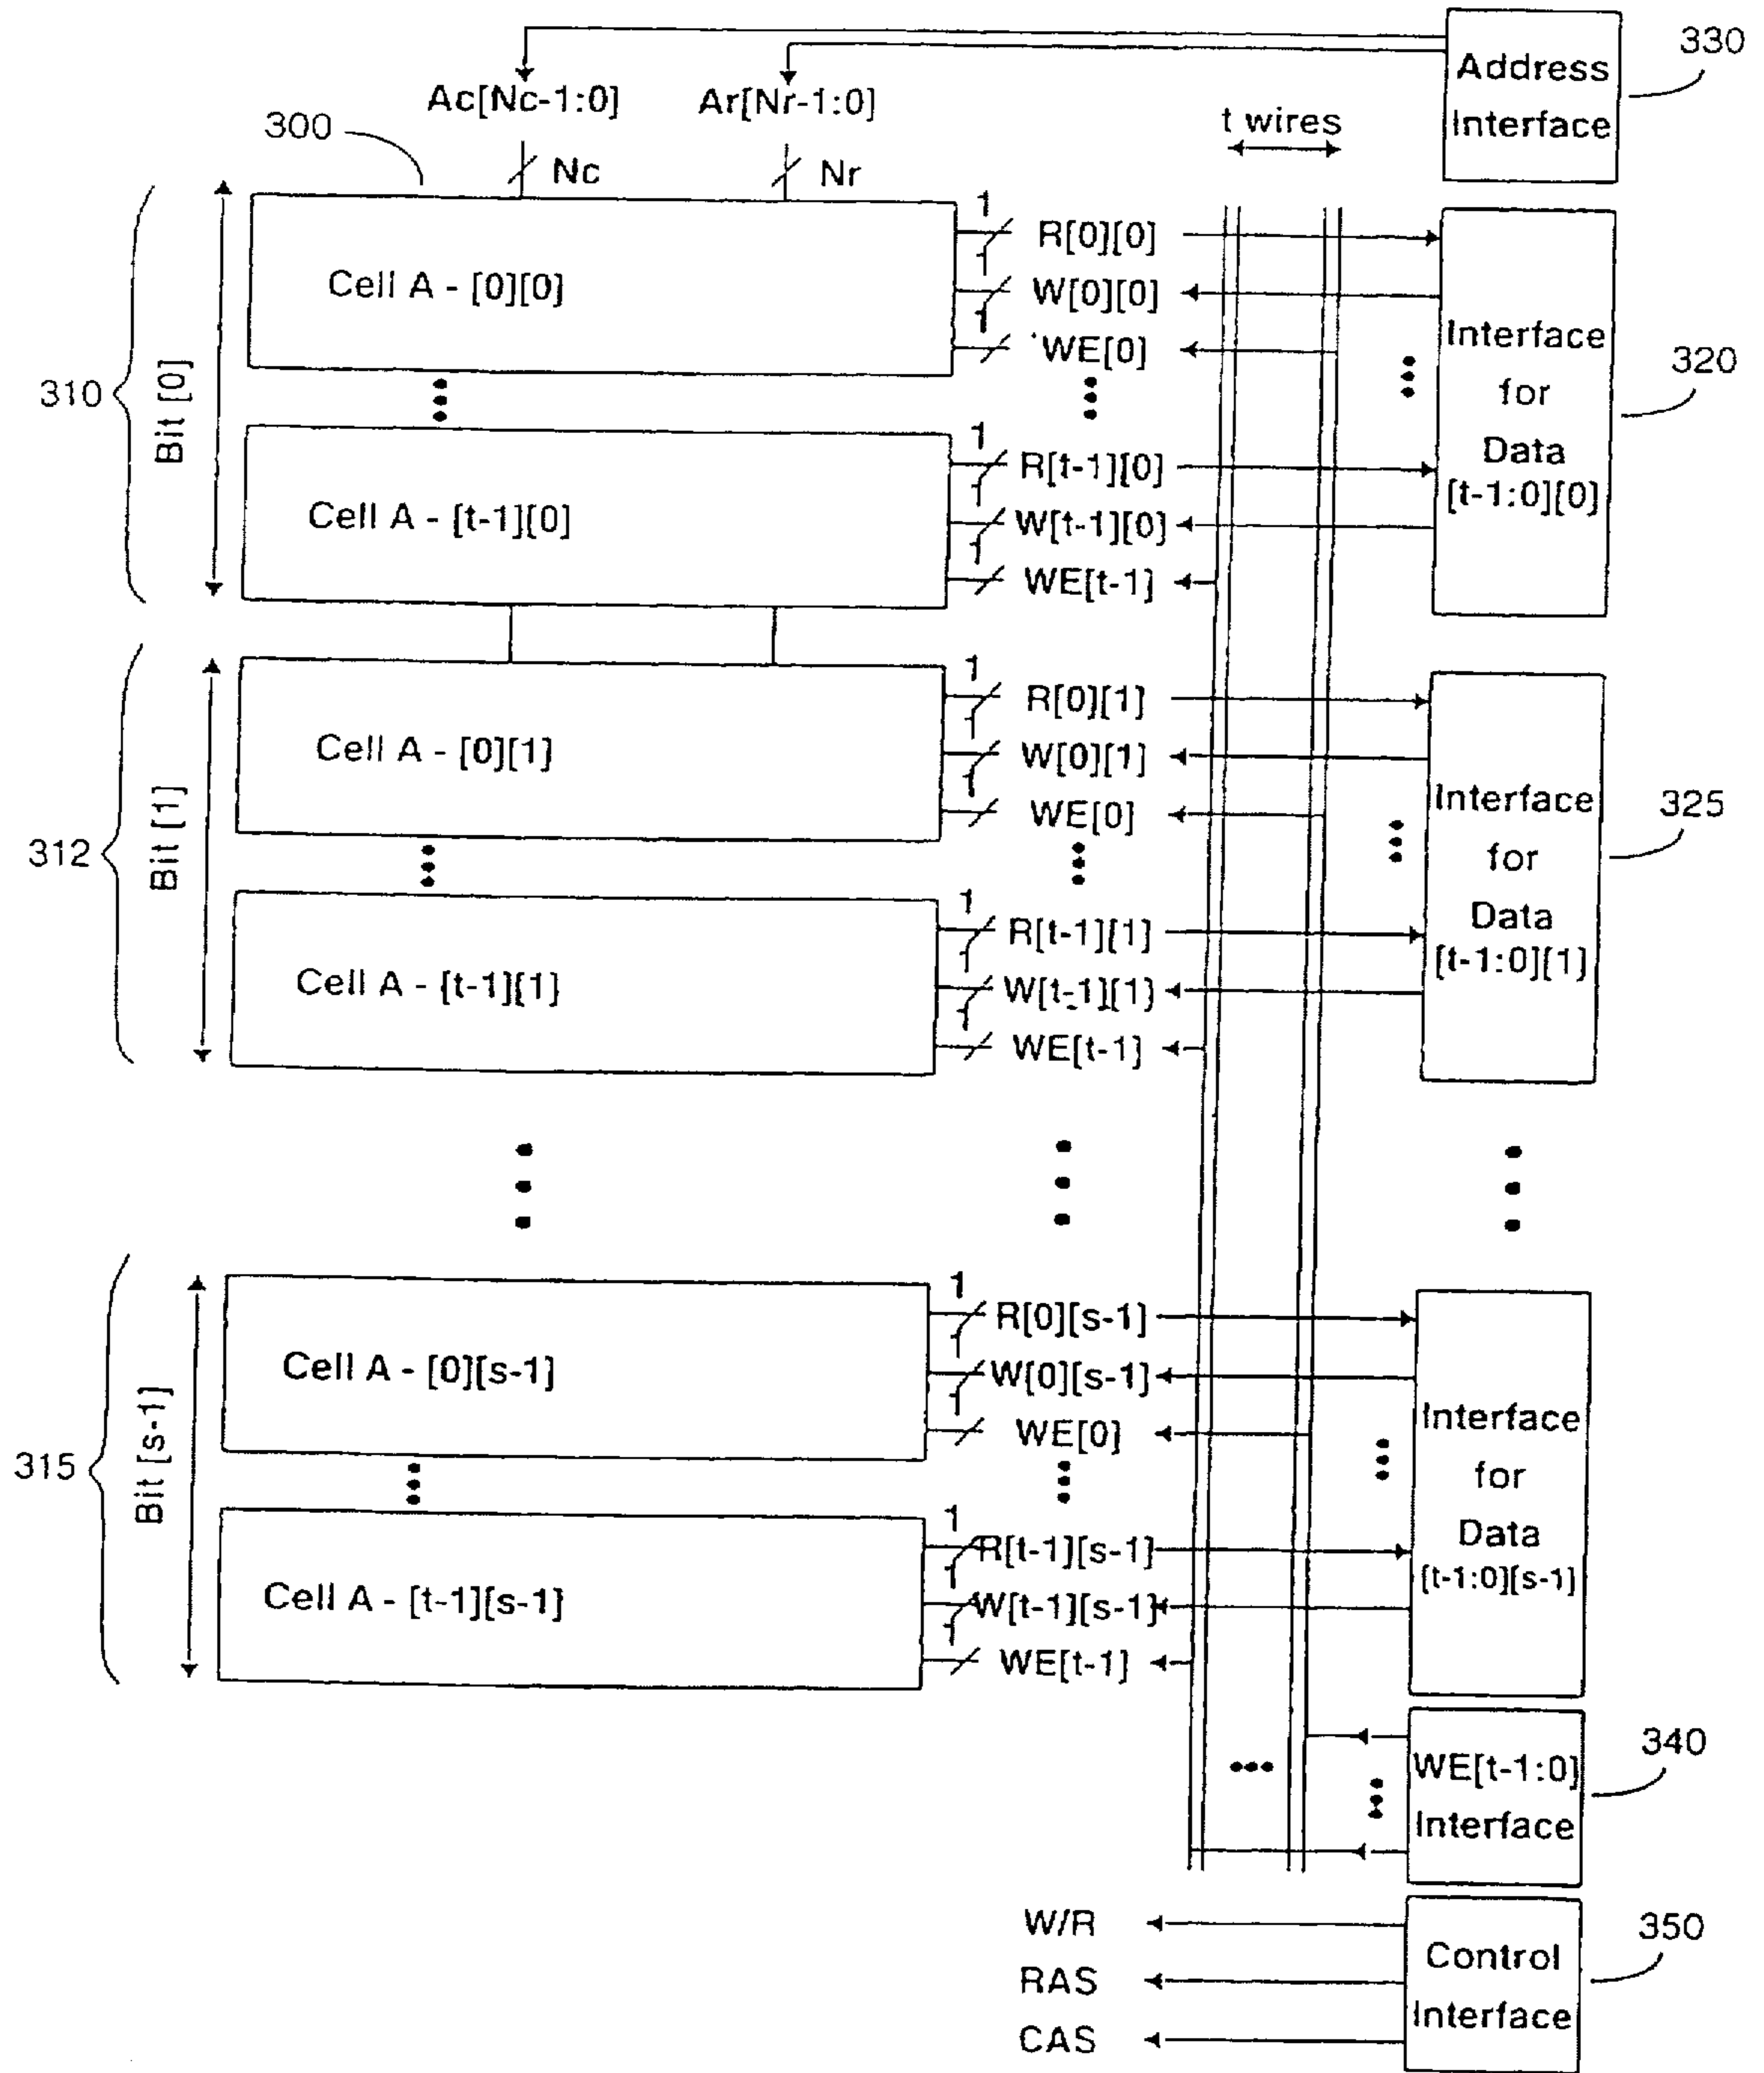 330
Address
Interface
Ac[Nc-1:0]
Ar[Nr-1:0]
t wires
300
Nc
Nr
310
Bit [0]
Cell A - [0][0]
1
R[0][0]
1
W[0][0]
1
WE[0]
Cell A - [t-1][0]
1
R[t-1][0]
1
W[t-1][0]
1
WE[t-1]
Interface
for
Data
[t-1:0][0]
320
312
Bit [1]
Cell A - [0][1]
1
R[0][1]
1
W[0][1]
1
WE[0]
Cell A - [t-1][1]
1
R[t-1][1]
1
W[t-1][1]
1
WE[t-1]
Interface
for
Data
[t-1:0][1]
325
315
Bit [s-1]
Cell A - [0][s-1]
1
R[0][s-1]
1
W[0][s-1]
1
WE[0]
Cell A - [t-1][s-1]
1
R[t-1][s-1]
1
W[t-1][s-1]
1
WE[t-1]
Interface
for
Data
[t-1:0][s-1]
WE[t-1:0]
Interface
340
W/R
RAS
CAS
Control
Interface
350